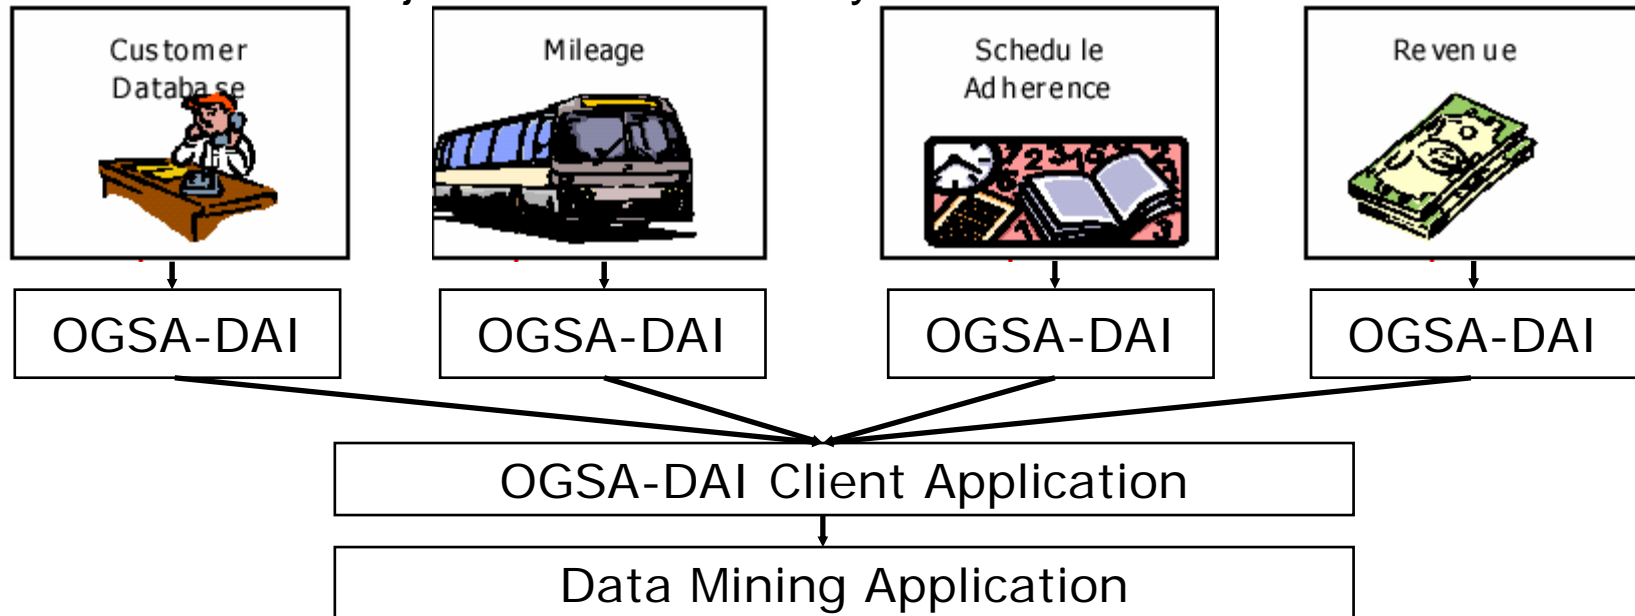 Customer
Database
Mileage
Schedule
Adherence
Revenue
OGSA-DAI
OGSA-DAI
OGSA-DAI
OGSA-DAI
OGSA-DAI Client Application
Data Mining Application